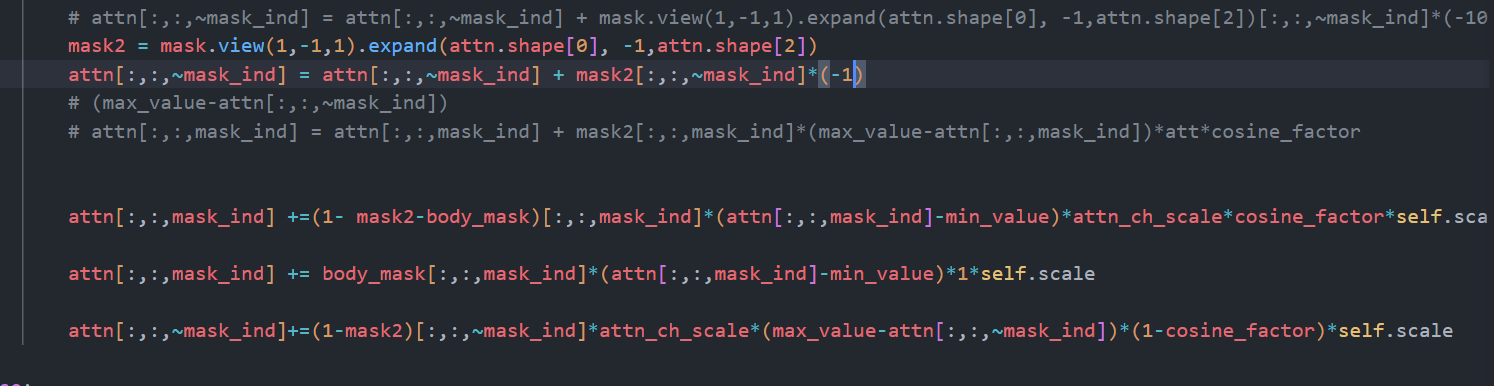 # attn[:,:,~mask_ind] = attn[:,:,~mask_ind] + mask.view(1,-1,1).expand(attn.shape[0], -1,attn.shape[2])[:,:,~mask_ind]*(-10
mask2 = mask.view(1,-1,1).expand(attn.shape[0], -1,attn.shape[2])
attn[:,:,~mask_ind] = attn[:,:,~mask_ind] + mask2[:,:,~mask_ind]*(-1)
# (max_value-attn[:,:,~mask_ind])
# attn[:,:,mask_ind] = attn[:,:,mask_ind] + mask2[:,:,mask_ind]*(max_value-attn[:,:,mask_ind])*att*cosine_factor
attn[:,:,mask_ind] +=(1- mask2-body_mask)[:,:,mask_ind]*(attn[:,:,mask_ind]-min_value)*attn_ch_scale*cosine_factor*self.sca
attn[:,:,mask_ind] += body_mask[:,:,mask_ind]*(attn[:,:,mask_ind]-min_value)*1*self.scale
attn[:,:,~mask_ind]+=(1-mask2)[:,:,~mask_ind]*attn_ch_scale*(max_value-attn[:,:,~mask_ind])*(1-cosine_factor)*self.scale